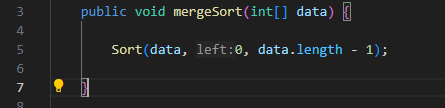 3 public void mergeSort(int[] data) {
4
5 Sort(data, left:0, data.length - 1);
6
7 }